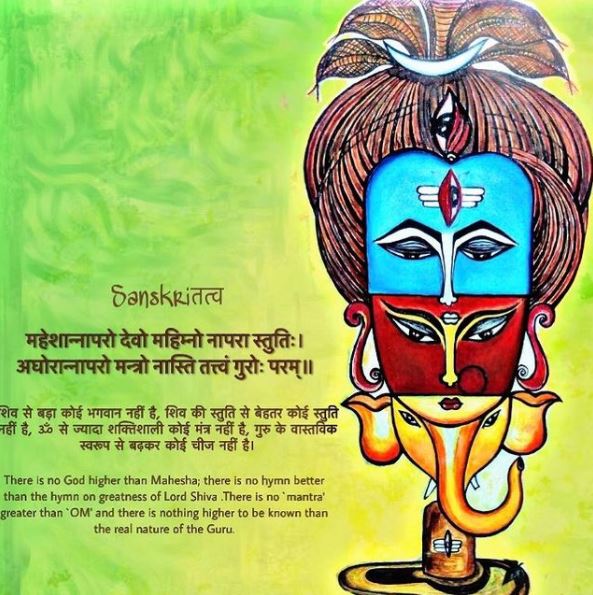 Sanskriतत्व
महेशान्नापरो देवो महिम्नो नापरा स्तुतिः।
अघोरान्नापरो मन्त्रो नास्ति तत्त्वं गुरोः परम्॥
शिव से बड़ा कोई भगवान नहीं है, शिव की स्तुति से बेहतर कोई स्तुति
नहीं है, ॐ से ज्यादा शक्तिशाली कोई मंत्र नहीं है, गुरु के वास्तविक
स्वरूप से बढ़कर कोई चीज नहीं है।
There is no God higher than Mahesha; there is no hymn better
than the hymn on greatness of Lord Shiva .There is no `mantra'
greater than `OM' and there is nothing higher to be known than
the real nature of the Guru.